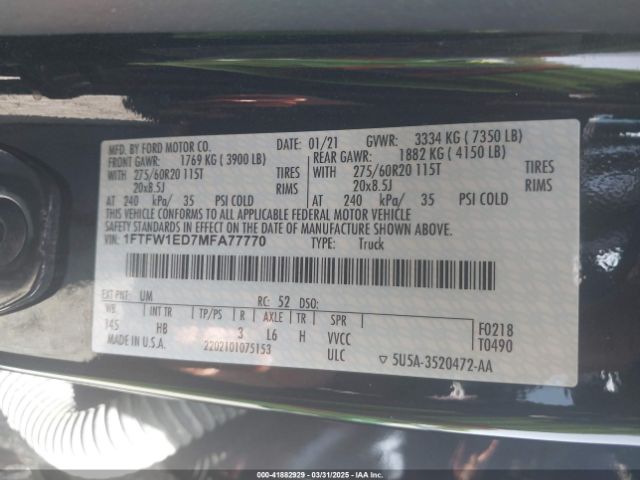 MFD. BY FORD MOTOR CO.
DATE: 01/21 GVWR: 3334 KG ( 7350 LB)
FRONT GAWR: 1769 KG (3900 LB) REAR GAWR: 1882 KG (4150 LB)
WITH 275/60R20 115T TIRES WITH 275/60R20 115T TIRES
20x8.5J RIMS 20x8.5J RIMS
AT 240 kPa/ 35 PSI COLD AT 240 kPa/ 35 PSI COLD
THIS VEHICLE CONFORMS TO ALL APPLICABLE FEDERAL MOTOR VEHICLE
SAFETY STANDARDS IN EFFECT ON THE DATE OF MANUFACTURE SHOWN ABOVE.
VIN: 1FTFW1ED7MFA77770 TYPE: Truck
EXT PNT: UM RC: 52 DSO:
WB INT TR TP/PS R AXLE TR SPR
145 HB 3 L6 H VVCC F0218
MADE IN U.S.A. 2202101075153 ULC T0490
▽ 5U5A-3520472-AA
000-41882929 - 03/31/2025 - IAA Inc.